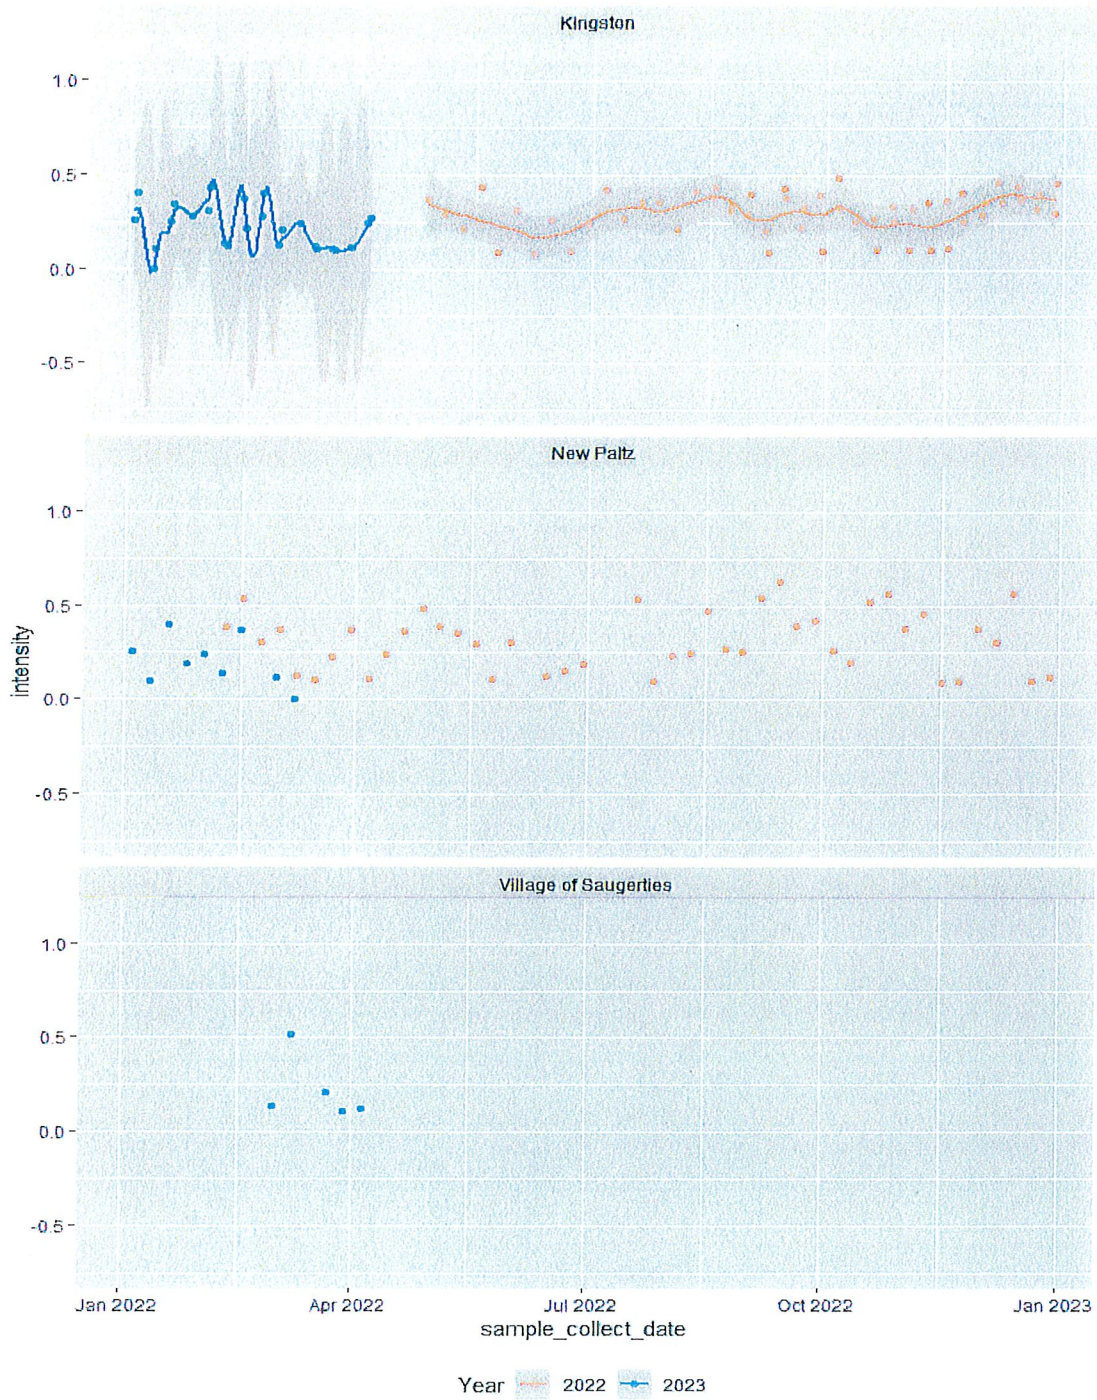 Kingston
1.0
0.5
0.0
-0.5
New Paltz
1.0
0.5
0.0
-0.5
intensity
Village of Saugerties
1.0
0.5
0.0
-0.5
Jan 2022 Apr 2022 Jul 2022 Oct 2022 Jan 2023
sample_collect_date
Year 2022 2023